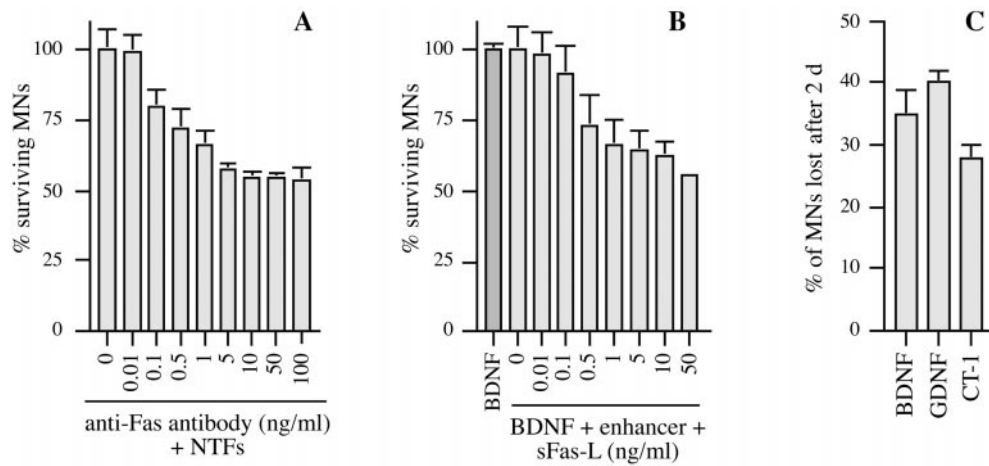 A
% surviving MNs
100
75
50
25
0
0
0.01
0.1
0.5
1
5
10
50
100
anti-Fas antibody (ng/ml)
+ NTFs
B
% surviving MNs
100
75
50
25
0
BDNF
0
0.01
0.1
0.5
1
5
10
50
BDNF + enhancer +
sFas-L (ng/ml)
C
% of MNs lost after 2 d
50
40
30
20
10
0
BDNF
GDNF
CT-1